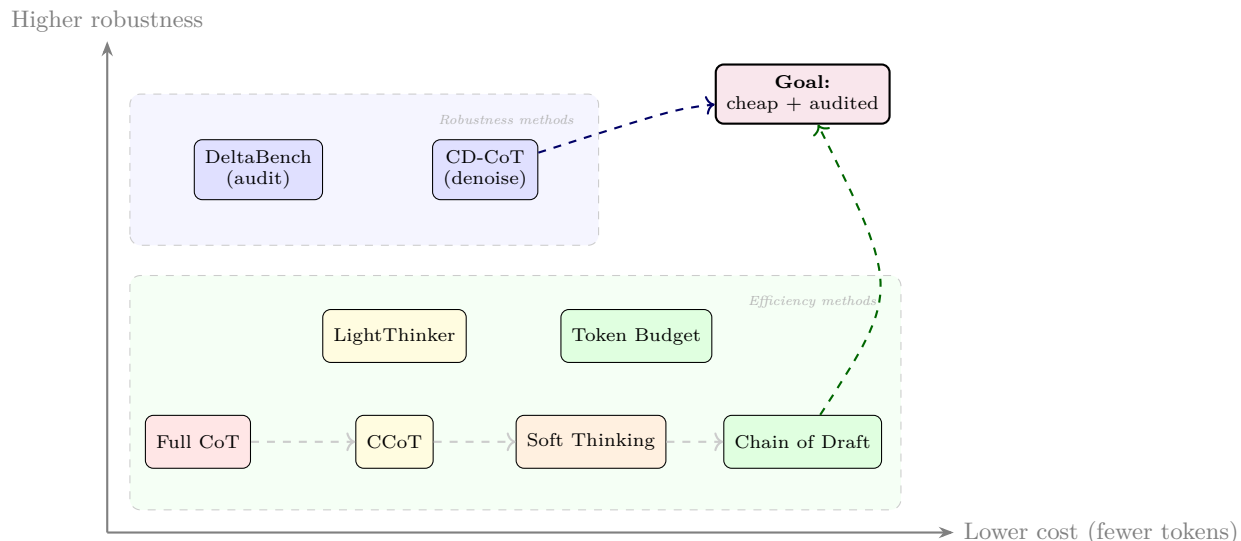 Higher robustness
Goal:
cheap + audited
Robustness methods
DeltaBench
(audit)
CD-CoT
(denoise)
Efficiency methods
LightThinker
Token Budget
Full CoT
CCoT
Soft Thinking
Chain of Draft
Lower cost (fewer tokens)